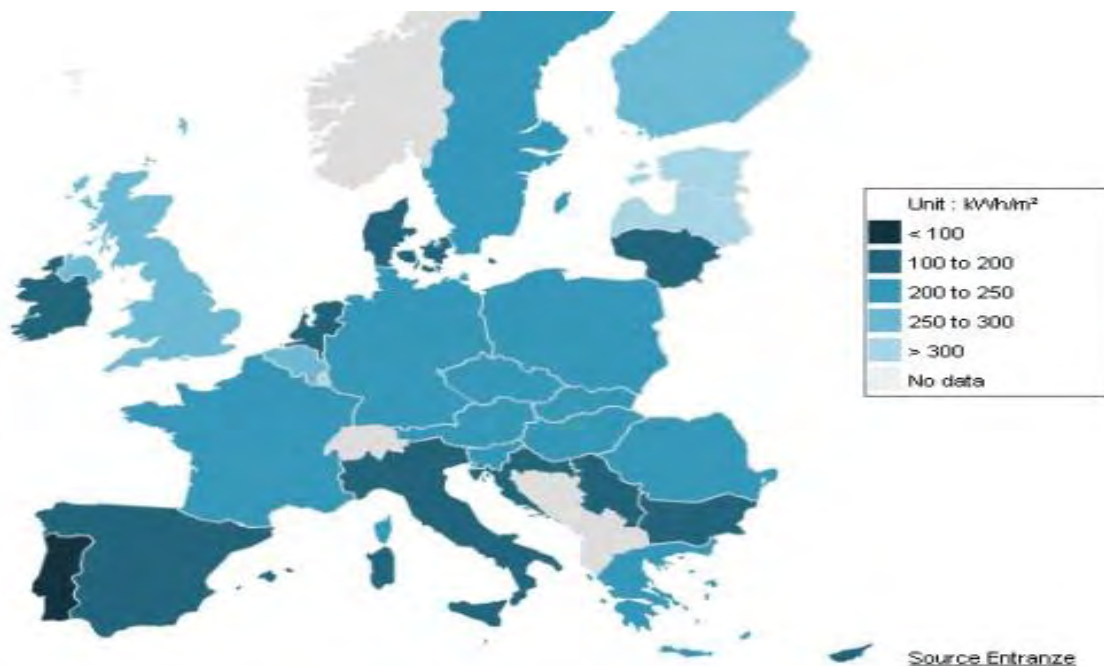 Unit : kWh/m²
< 100
100 to 200
200 to 250
250 to 300
> 300
No data
Source Entranze